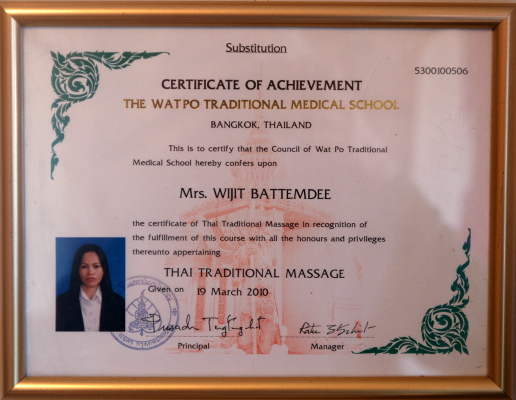 Substitution
5300100506
CERTIFICATE OF ACHIEVEMENT
THE WAT PO TRADITIONAL MEDICAL SCHOOL
BANGKOK, THAILAND
This is to certify that the Council of Wat Po Traditional
Medical School hereby confers upon
Mrs. WIJIT BATTEMDEE
the certificate of Thai Traditional Massage in recognition of
the fulfillment of this course with all the honours and privileges
thereunto appertaining
THAI TRADITIONAL MASSAGE
Given on 19 March 2010
Principal
Manager